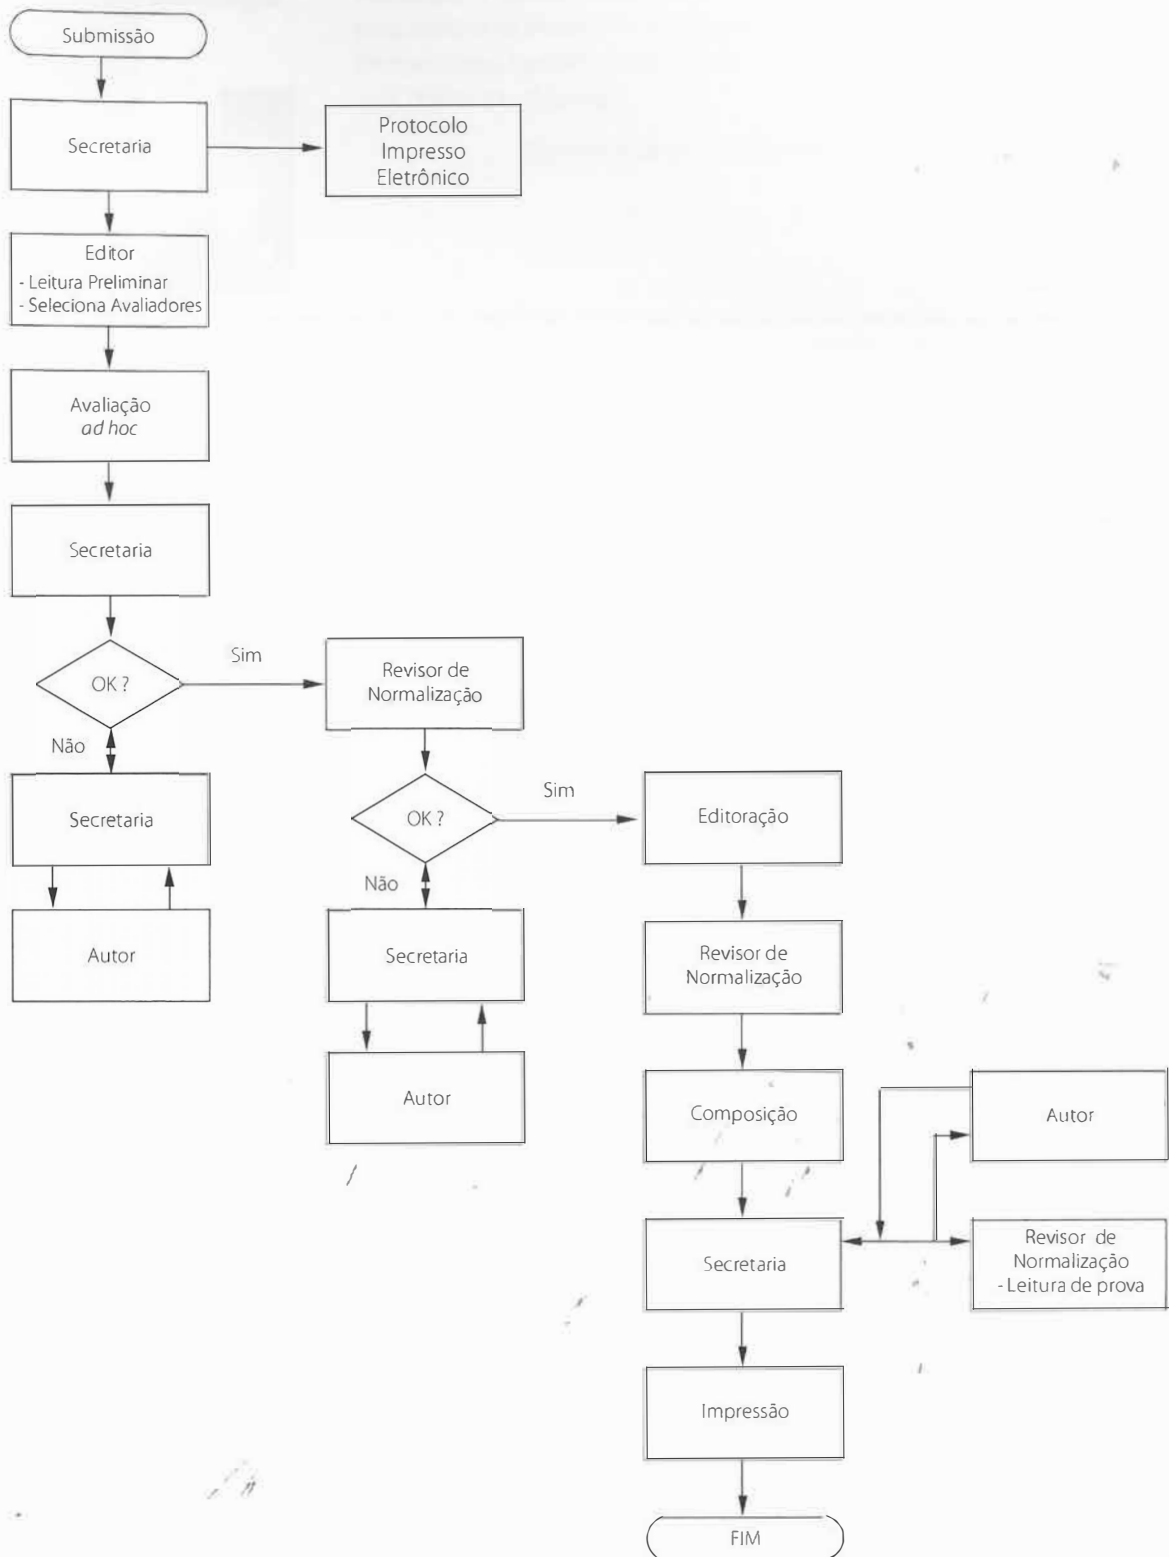 Submissão
Secretaria
Protocolo
Impresso
Eletrônico
Editor
- Leitura Preliminar
- Seleciona Avaliadores
Avaliação
ad hoc
Secretaria
OK ?
Sim
Não
Revisor de
Normalização
Secretaria
Autor
OK ?
Sim
Não
Secretaria
Autor
Editoração
Revisor de
Normalização
Composição
Autor
Secretaria
Revisor de
Normalização
- Leitura de prova
Impressão
FIM